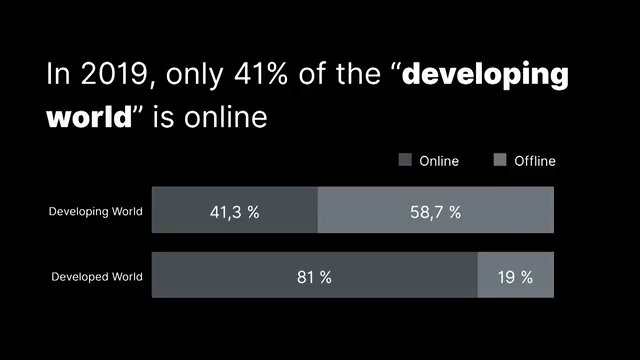 In 2019, only 41% of the “developing
world” is online
Online Offline
Developing World 41,3 % 58,7 %
Developed World 81 % 19 %